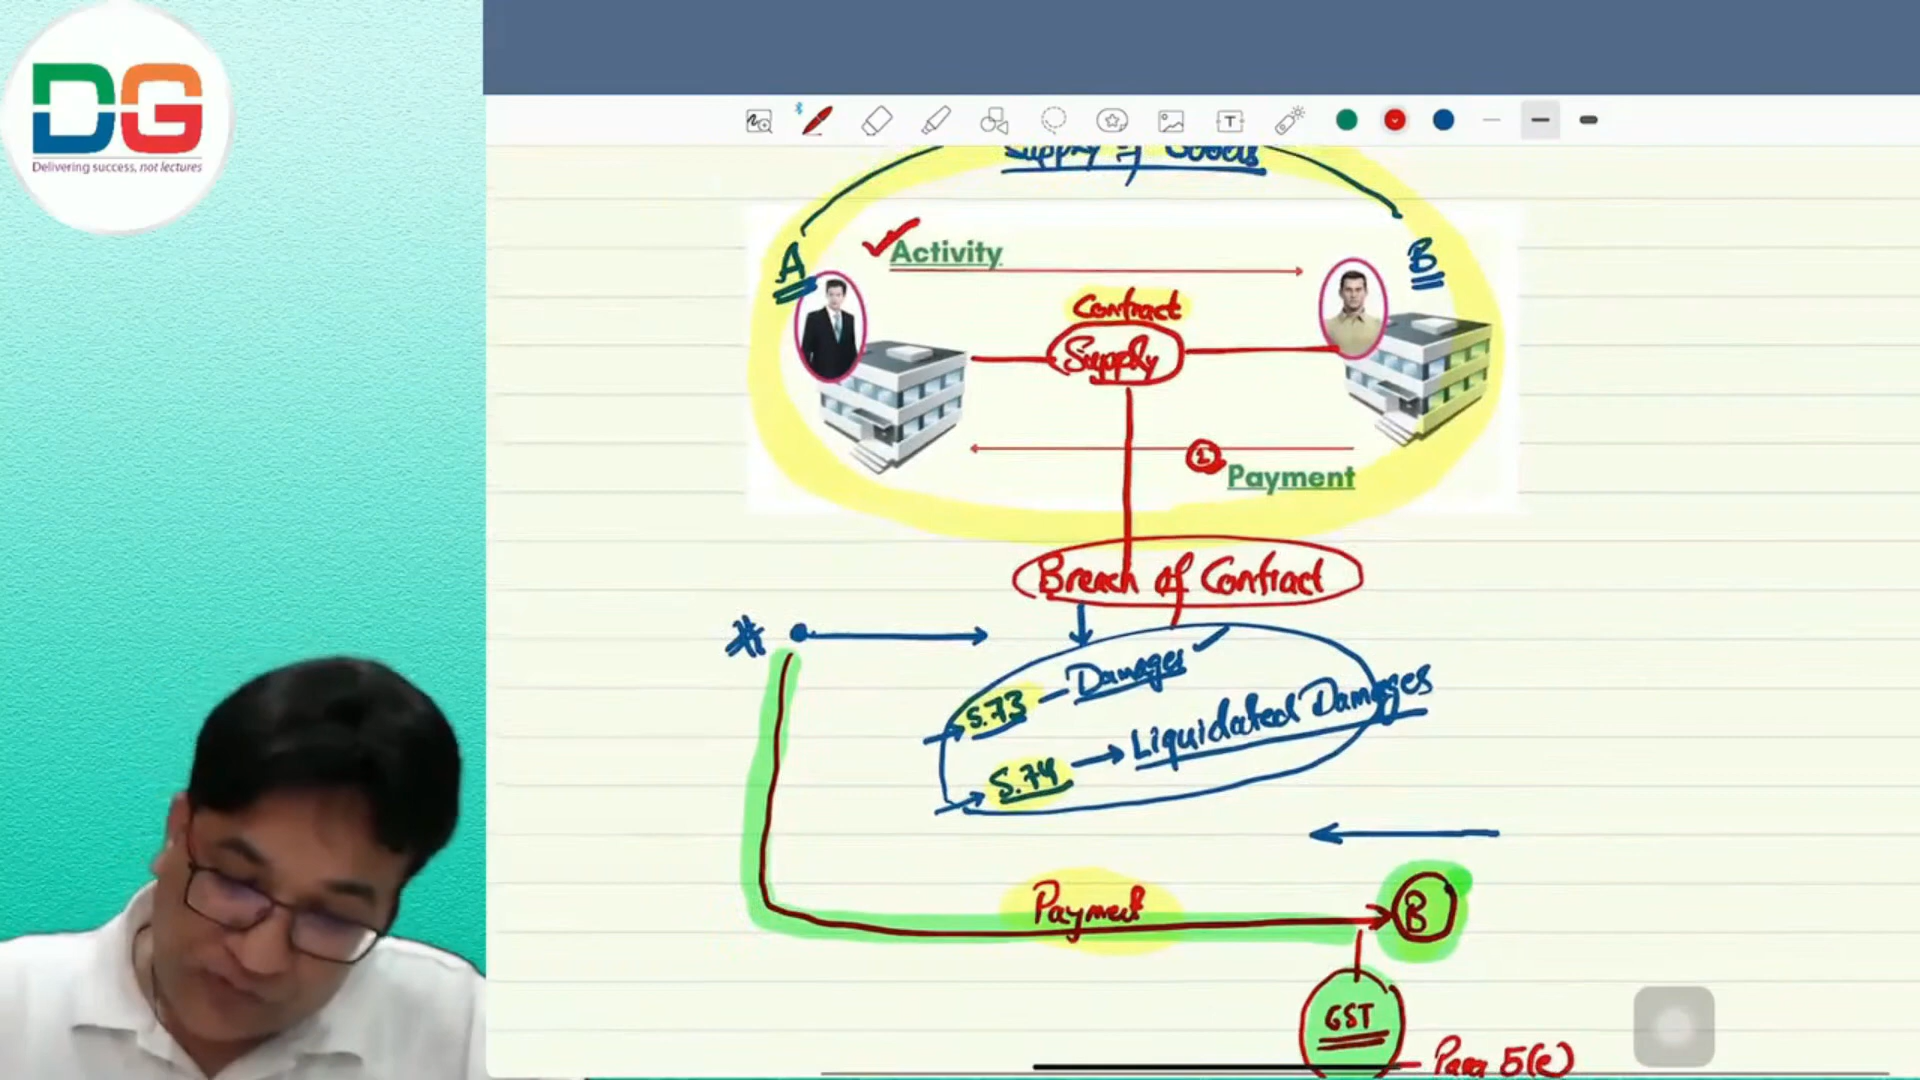 DG
Delivering success, not lectures
T
Supply of Goods
A
Activity
B
Contract
Supply
Payment
Breach of Contract
S.73 - Damages
S.74 → Liquidated Damages
Payment
B
GST
Para 5(e)